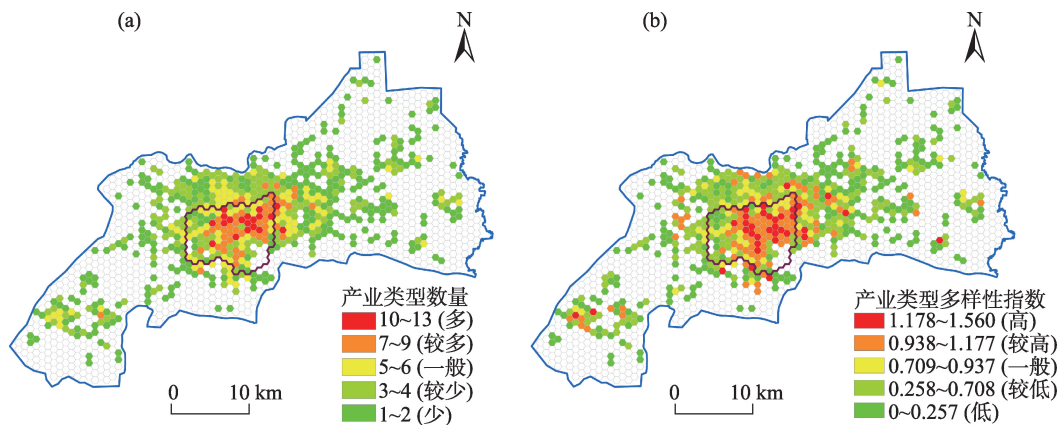 (a)
N
产业类型数量
10~13 (多)
7~9 (较多)
5~6 (一般)
3~4 (较少)
1~2 (少)
0 10 km
(b)
N
产业类型多样性指数
1.178~1.560 (高)
0.938~1.177 (较高)
0.709~0.937 (一般)
0.258~0.708 (较低)
0~0.257 (低)
0 10 km